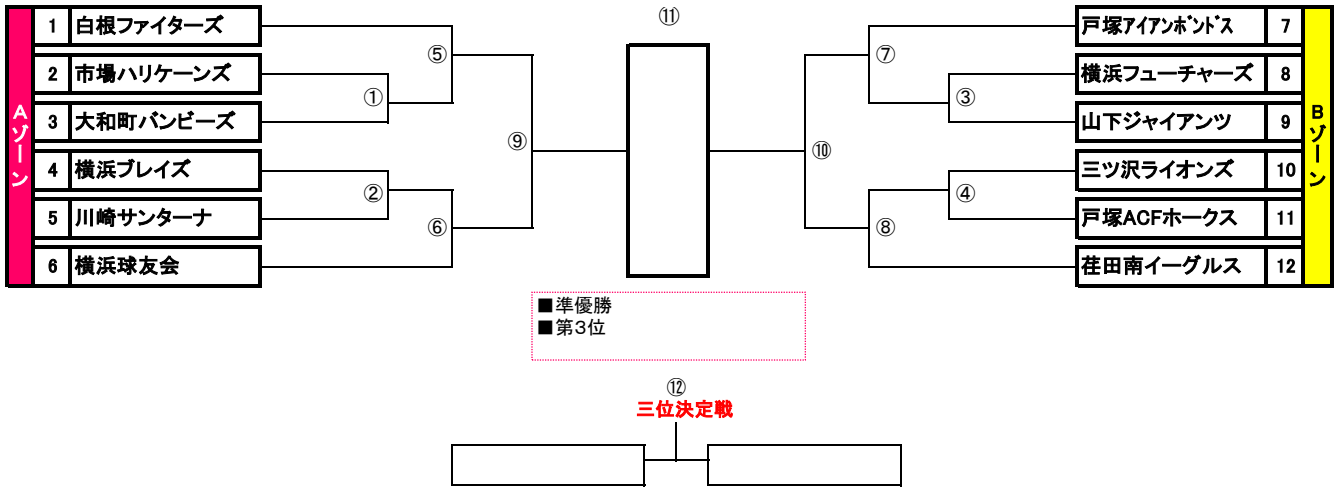 Aゾーン
1 白根ファイターズ
2 市場ハリケーンズ
3 大和町バンビーズ
4 横浜ブレイズ
5 川崎サンターナ
6 横浜球友会
⑤
①
②
⑥
⑨
⑪
⑩
⑦
③
④
⑧
戸塚アイアンボンドス 7
横浜フューチャーズ 8
山下ジャイアンツ 9
三ツ沢ライオンズ 10
戸塚ACFホークス 11
荏田南イーグルス 12
Bゾーン
■準優勝
■第3位
⑫
三位決定戦